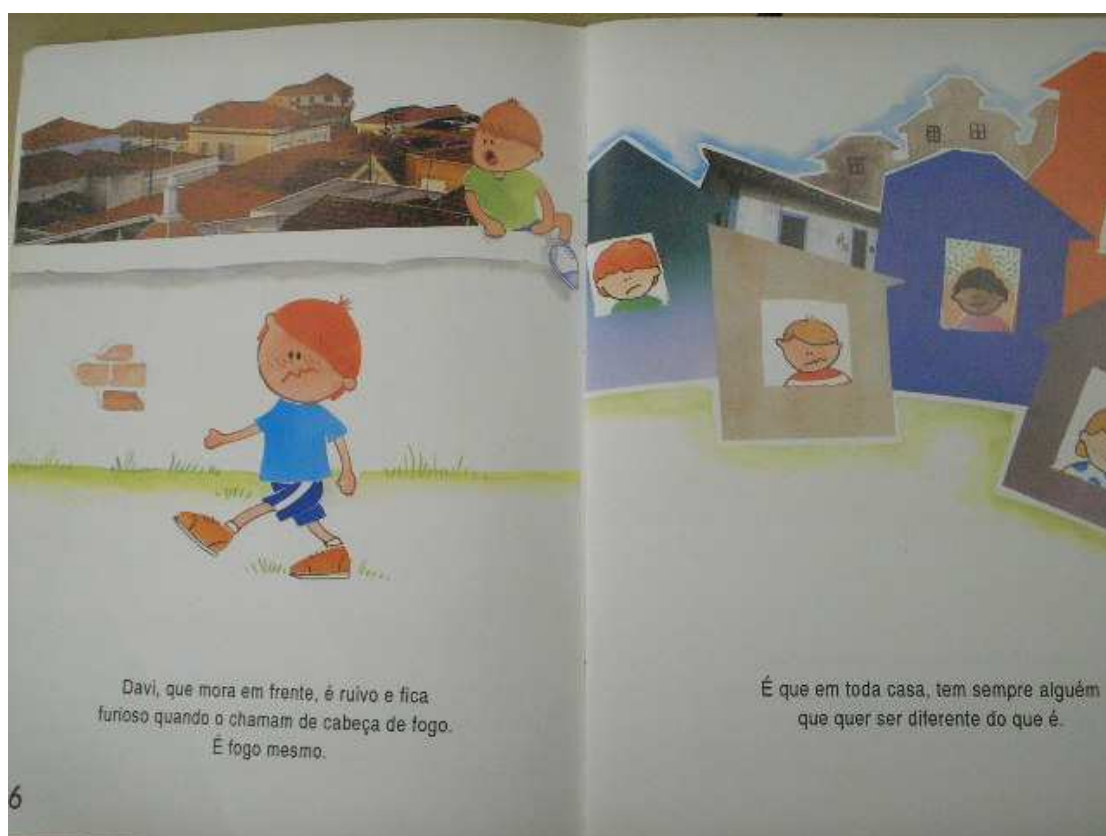 Davi, que mora em frente, é ruivo e fica
furioso quando o chamam de cabeça de fogo.
É fogo mesmo.
6
É que em toda casa, tem sempre alguém
que quer ser diferente do que é.